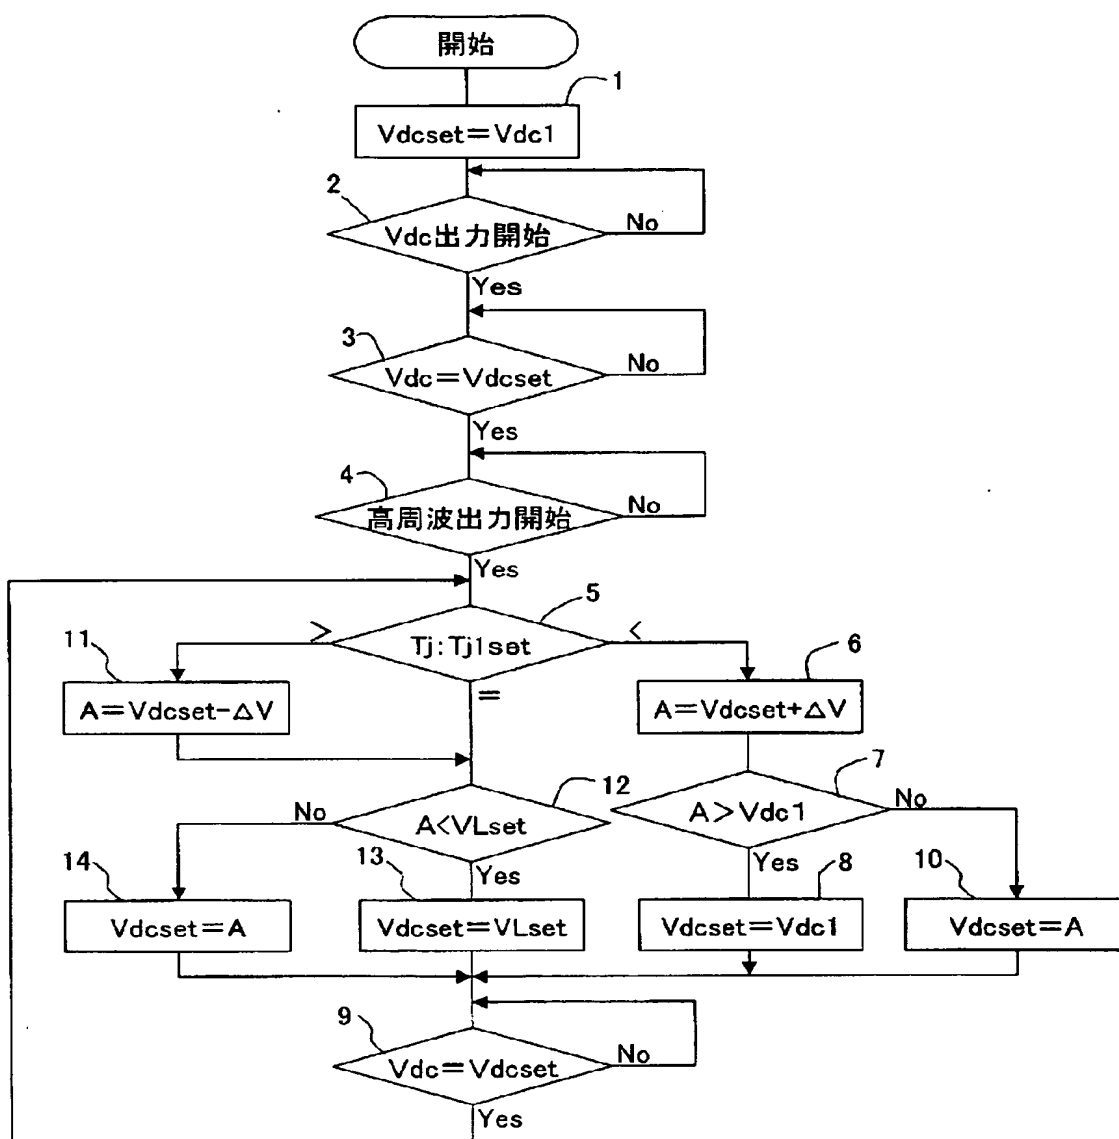 開始
1
Vdcset=Vdc1
2
Vdc出力開始
No
Yes
3
Vdc=Vdcset
No
Yes
4
高周波出力開始
No
Yes
5
>
Tj:Tj1set
<
=
11
A=Vdcset-ΔV
6
A=Vdcset+ΔV
12
No
A<VLset
Yes
7
A>Vdc1
No
Yes
14
Vdcset=A
13
Vdcset=VLset
8
Vdcset=Vdc1
10
Vdcset=A
9
Vdc=Vdcset
No
Yes